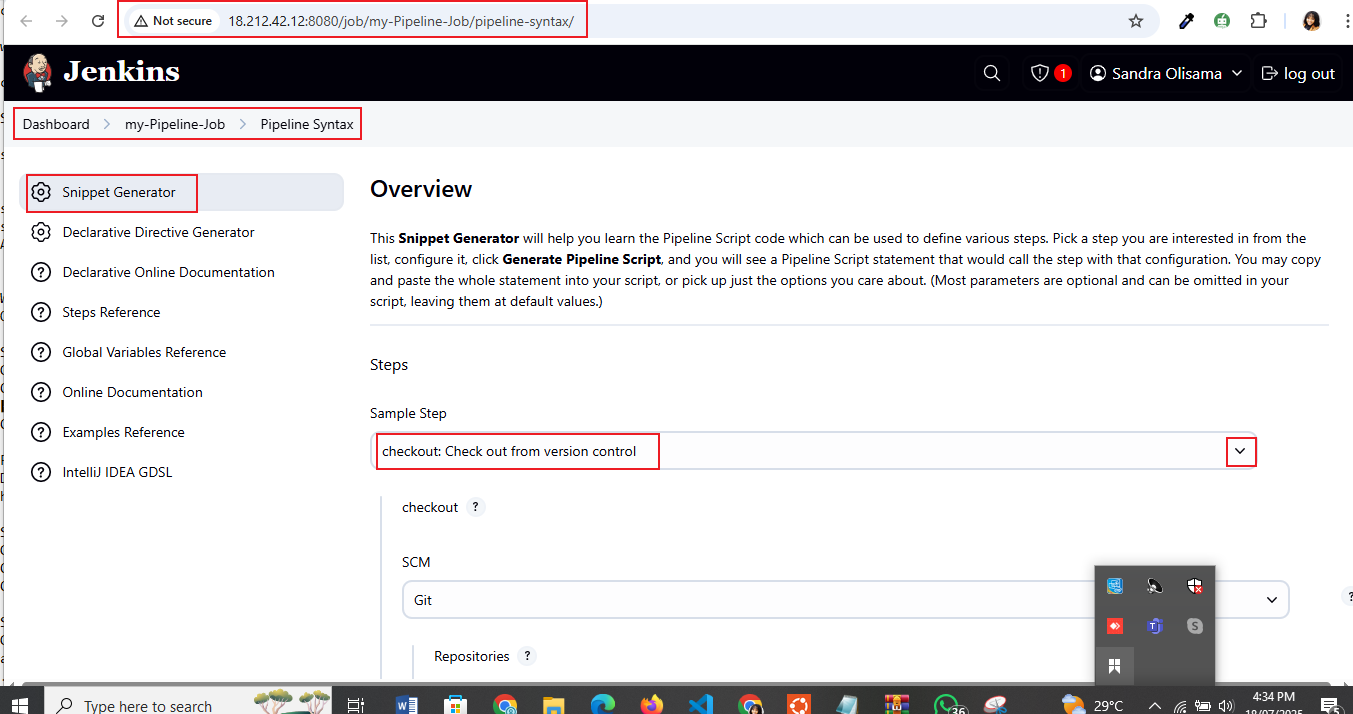 Not secure 18.212.42.12:8080/job/my-Pipeline-Job/pipeline-syntax/
Jenkins
1
Sandra Olisama
log out
Dashboard
my-Pipeline-Job
Pipeline Syntax
Snippet Generator
Declarative Directive Generator
Declarative Online Documentation
Steps Reference
Global Variables Reference
Online Documentation
Examples Reference
IntelliJ IDEA GDSL
Overview
This Snippet Generator will help you learn the Pipeline Script code which can be used to define various steps. Pick a step you are interested in from the
list, configure it, click Generate Pipeline Script, and you will see a Pipeline Script statement that would call the step with that configuration. You may copy
and paste the whole statement into your script, or pick up just the options you care about. (Most parameters are optional and can be omitted in your
script, leaving them at default values.)
Steps
Sample Step
checkout: Check out from version control
checkout ?
SCM
Git
?
Repositories ?
Type here to search
36
29°C
4:34 PM
18/07/2025
5